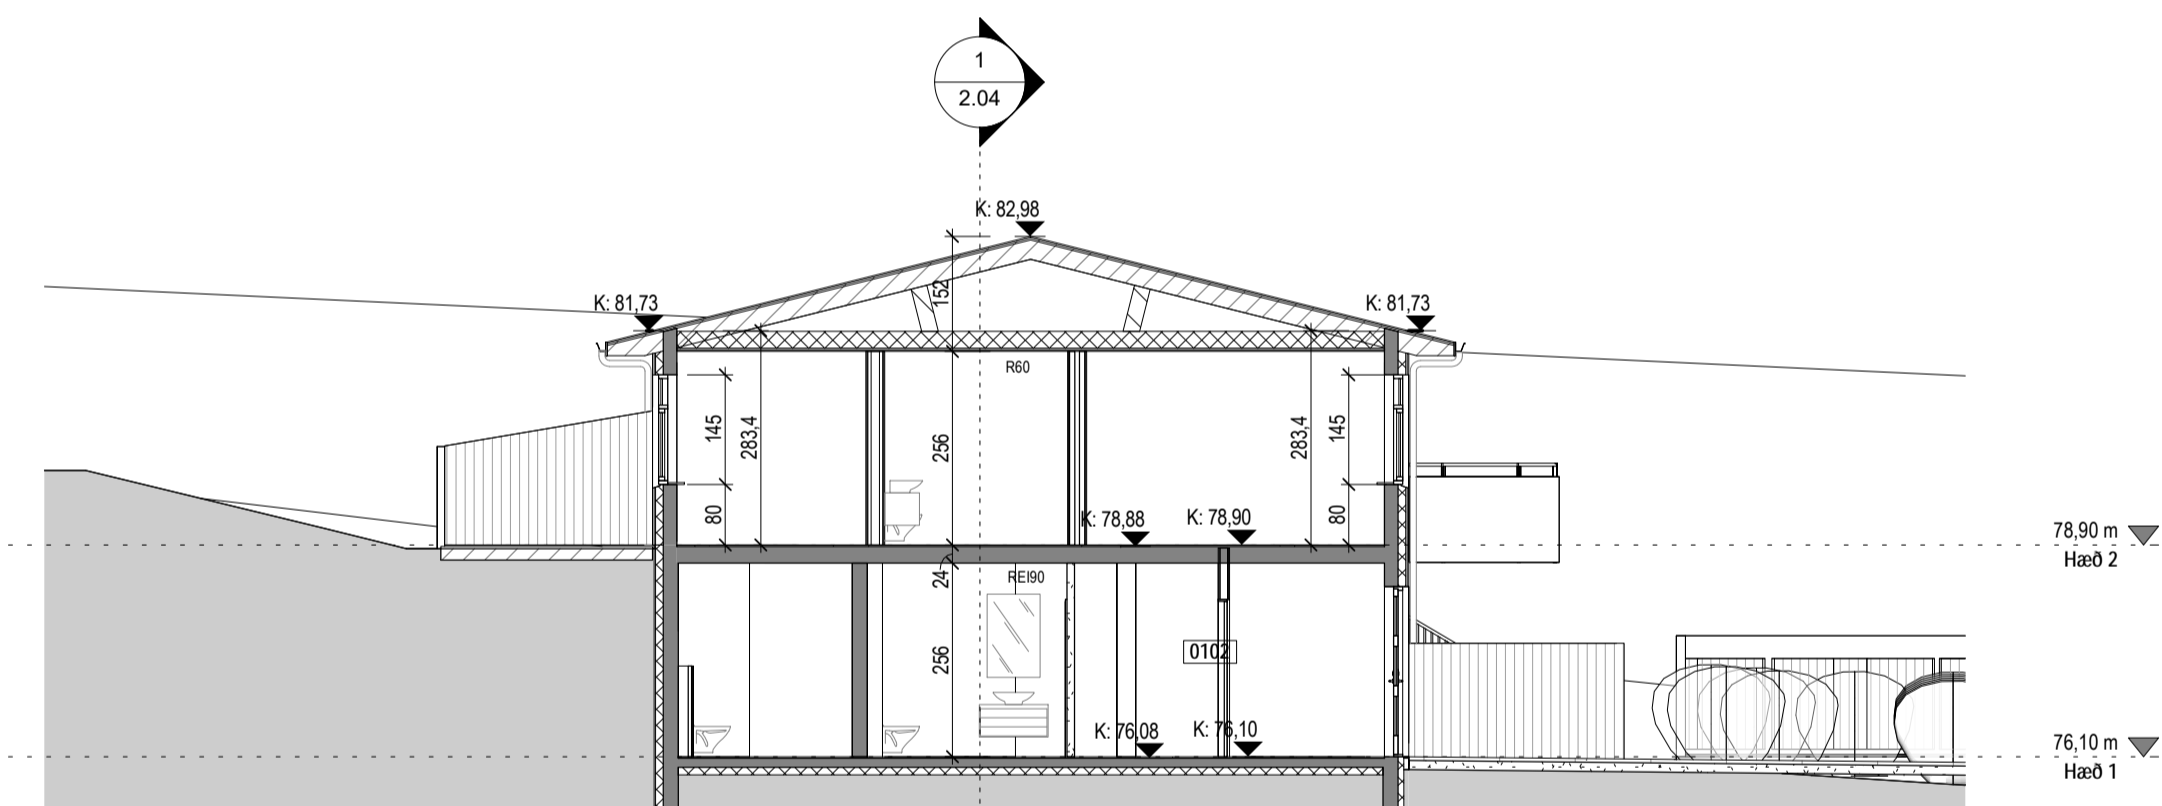 1
2.04
K: 82,98
K: 81,73
K: 81,73
152
R60
145
283,4
256
283,4
145
80
K: 78,88
K: 78,90
80
78,90 m
Hæð 2
24
REI90
256
0102
K: 76,08
K: 76,10
76,10 m
Hæð 1